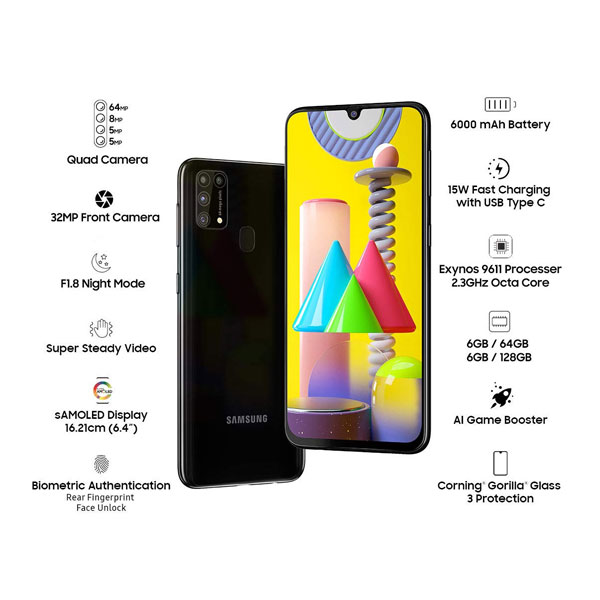 64MP
8MP
5MP
5MP
Quad Camera
32MP Front Camera
F1.8 Night Mode
Super Steady Video
sAMOLED Display
16.21cm (6.4”)
Biometric Authentication
Rear Fingerprint
Face Unlock
SAMSUNG
6000 mAh Battery
15W Fast Charging
with USB Type C
Exynos 9611 Processer
2.3GHz Octa Core
6GB / 64GB
6GB / 128GB
AI Game Booster
Corning® Gorilla® Glass
3 Protection